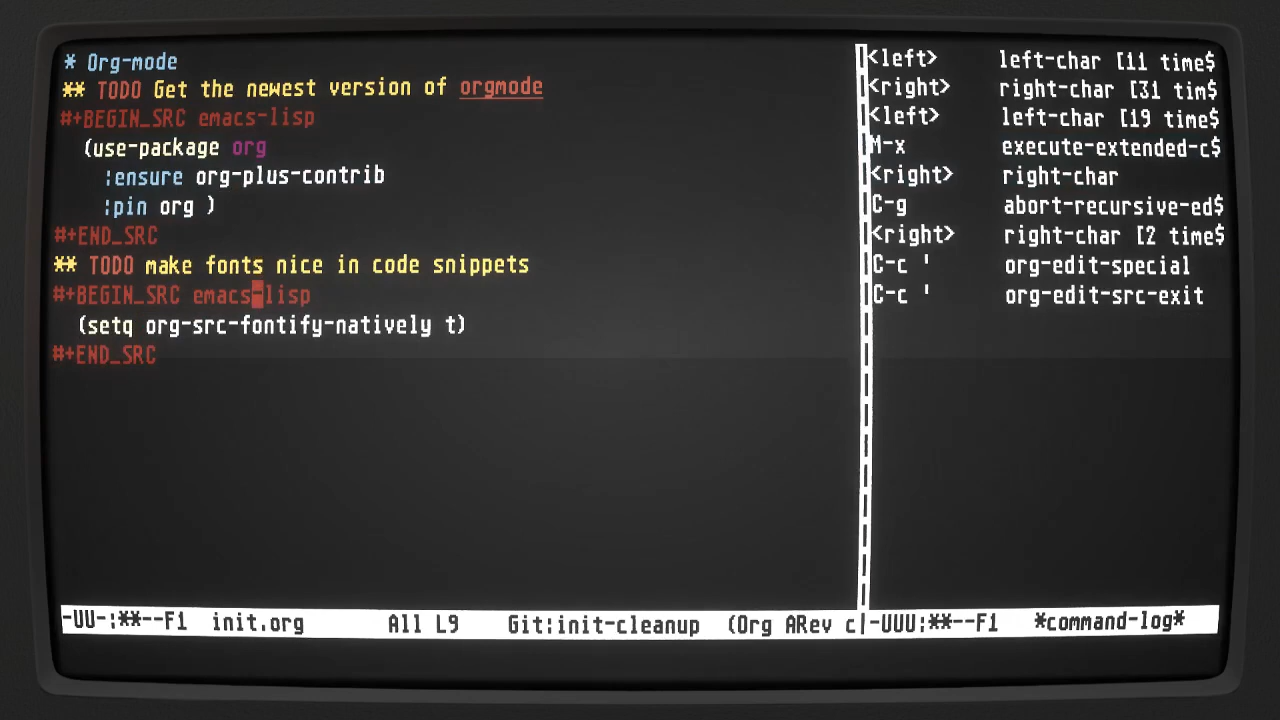 * Org-mode
** TODO Get the newest version of orgmode
#+BEGIN_SRC emacs-lisp
(use-package org
:ensure org-plus-contrib
:pin org )
#+END_SRC
** TODO make fonts nice in code snippets
#+BEGIN_SRC emacs-lisp
(setq org-src-fontify-natively t)
#+END_SRC
-UU-:**--F1 init.org All L9 Git:init-cleanup (Org ARev c
<left> left-char [11 time$
<right> right-char [31 tim$
<left> left-char [19 time$
M-x execute-extended-c$
<right> right-char
C-g abort-recursive-ed$
<right> right-char [2 time$
C-c ' org-edit-special
C-c ' org-edit-src-exit
-UUU:**--F1 *command-log*